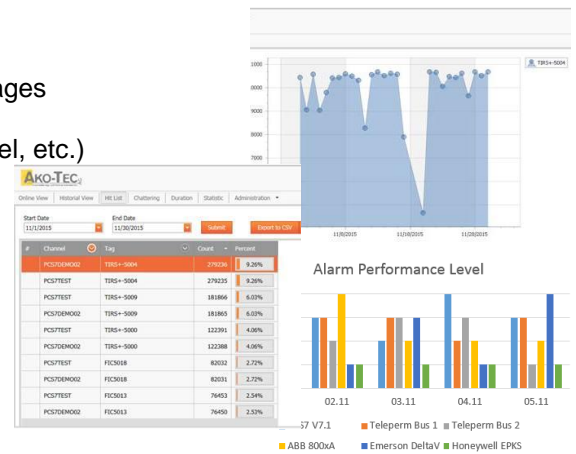 ages
el, etc.)
1000
10000
9000
8000
7000
TIRS+-5004
11/6/2015
11/16/2015
11/26/2015
AKO-TEC
Online View Historial View Hit List Chattering Duration Statistic Administration
Start Date End Date
11/1/2015 11/30/2015 Submit Export to CSV
# Channel Tag Count Percent
PCS7DEMO02 TIRS+-5004 279236 9.26%
PCS7TEST TIRS+-5004 279235 9.26%
PCS7TEST TIRS+-5009 181866 6.03%
PCS7DEMO02 TIRS+-5009 181865 6.03%
PCS7TEST TIRS+-5000 122391 4.06%
PCS7DEMO02 TIRS+-5000 122388 4.06%
PCS7TEST FIC5018 82032 2.72%
PCS7DEMO02 FIC5018 82031 2.72%
PCS7TEST FIC5013 76453 2.54%
PCS7DEMO02 FIC5013 76450 2.53%
Alarm Performance Level
02.11 03.11 04.11 05.11
S7 V7.1 Teleperm Bus 1 Teleperm Bus 2
ABB 800xA Emerson DeltaV Honeywell EPKS